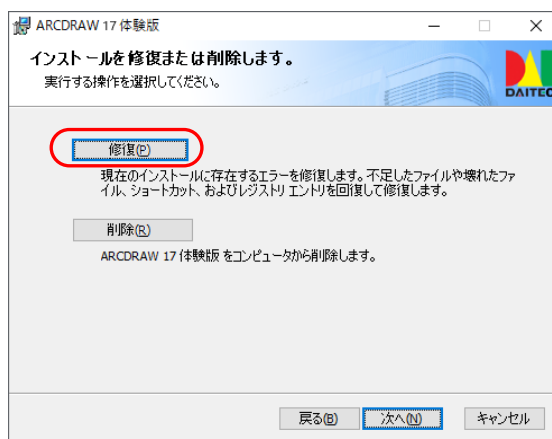 ARCDRAW 17 体験版
インストールを修復または削除します。
実行する操作を選択してください。
DAITEC
修復(P)
現在のインストールに存在するエラーを修復します。不足したファイルや壊れたファ
イル、ショートカット、およびレジストリ エントリを回復して修復します。
削除(R)
ARCDRAW 17 体験版 をコンピュータから削除します。
戻る(B)
次へ(N)
キャンセル